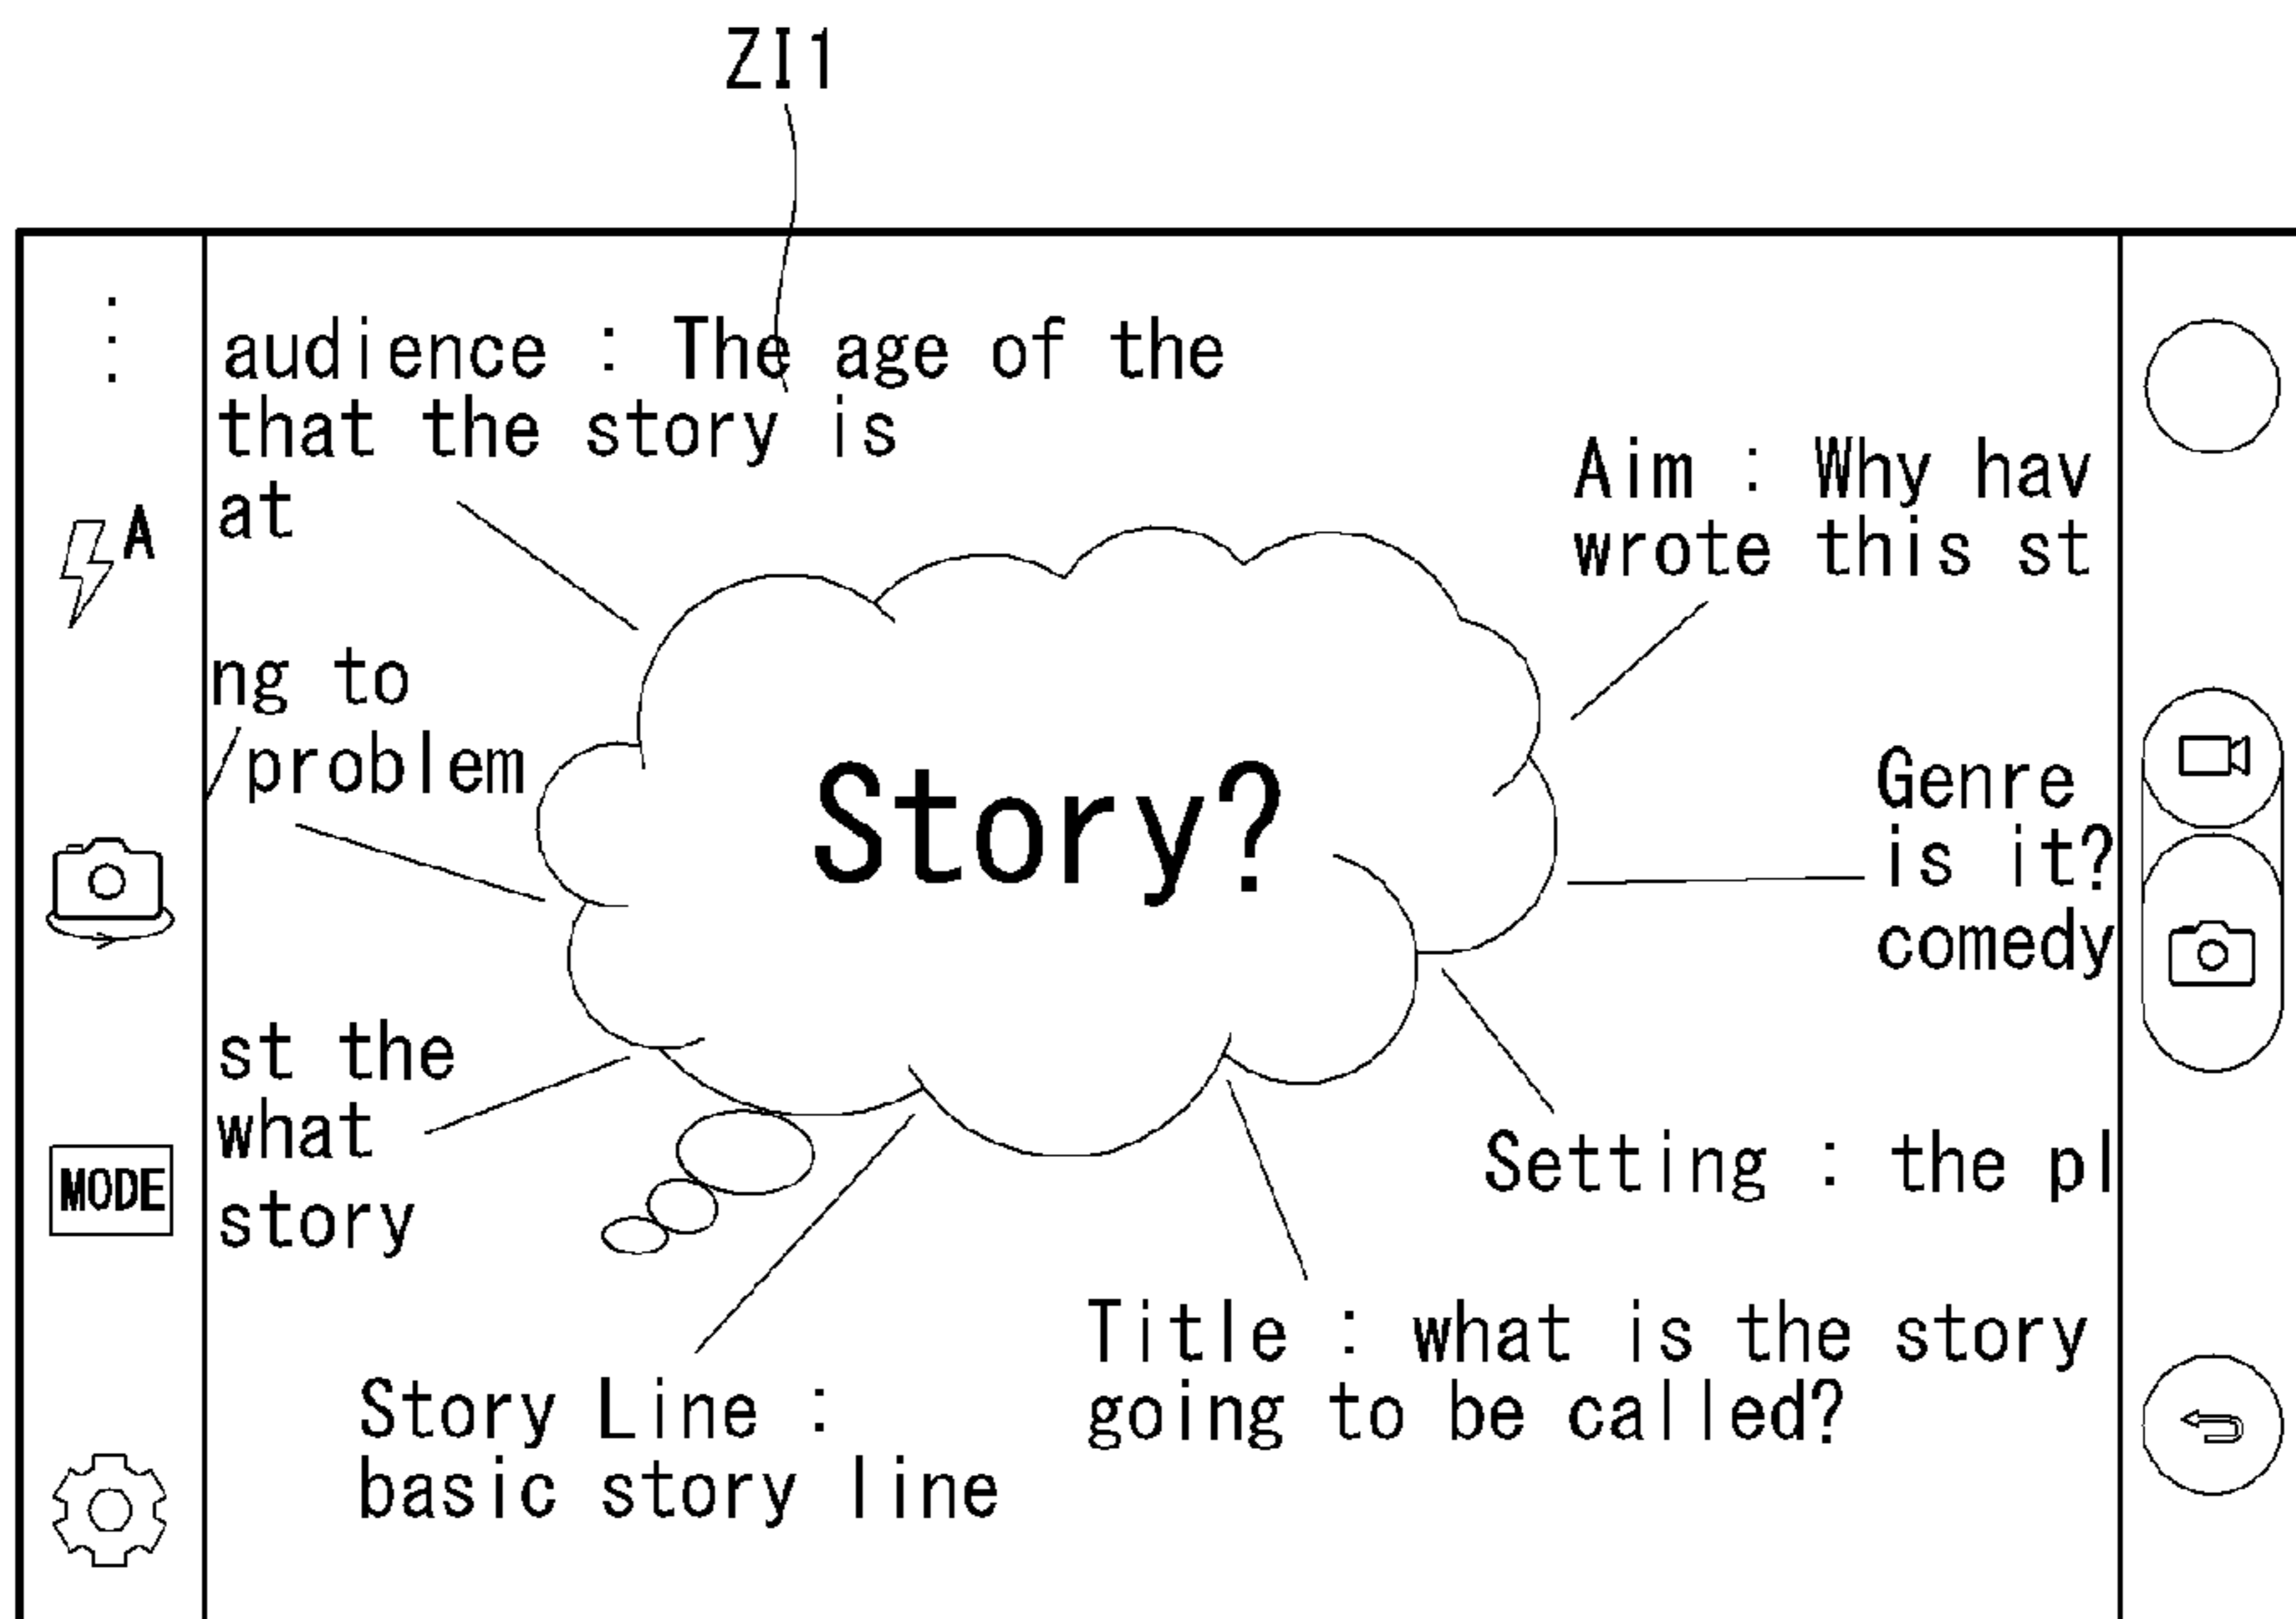 ZI1
audience : The age of the
that the story is
at
Aim : Why hav
wrote this st
A
ng to
problem
Story?
Genre
is it?
comedy
st the
what
story
MODE
Setting : the pl
Title : what is the story
going to be called?
Story Line :
basic story line